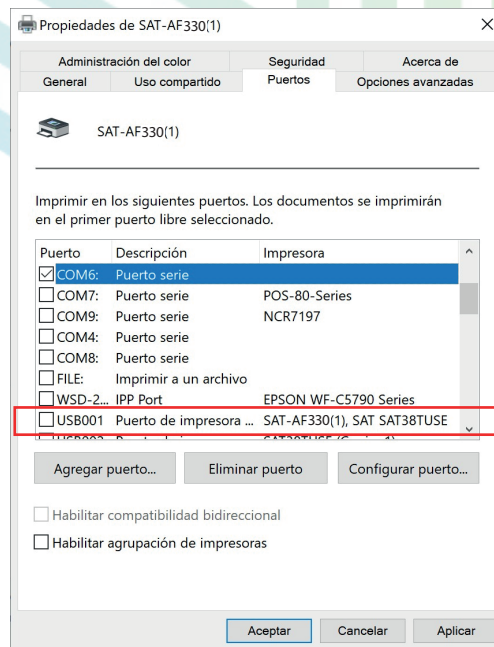 Propiedades de SAT-AF330(1)
Administración del color Seguridad Acerca de
General Uso compartido Puertos Opciones avanzadas
SAT-AF330(1)
Imprimir en los siguientes puertos. Los documentos se imprimirán
en el primer puerto libre seleccionado.
Puerto Descripción Impresora
COM6: Puerto serie
COM7: Puerto serie POS-80-Series
COM9: Puerto serie NCR7197
COM4: Puerto serie
COM8: Puerto serie
FILE: Imprimir a un archivo
WSD-2... IPP Port EPSON WF-C5790 Series
USB001 Puerto de impresora ... SAT-AF330(1), SAT SAT38TUSE
Agregar puerto... Eliminar puerto Configurar puerto...
Habilitar compatibilidad bidireccional
Habilitar agrupación de impresoras
Aceptar Cancelar Aplicar